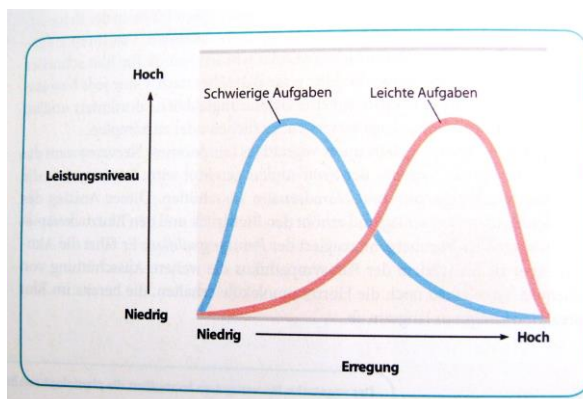 Hoch
Schwierige Aufgaben
Leichte Aufgaben
Leistungsniveau
Niedrig
Niedrig
Hoch
Erregung